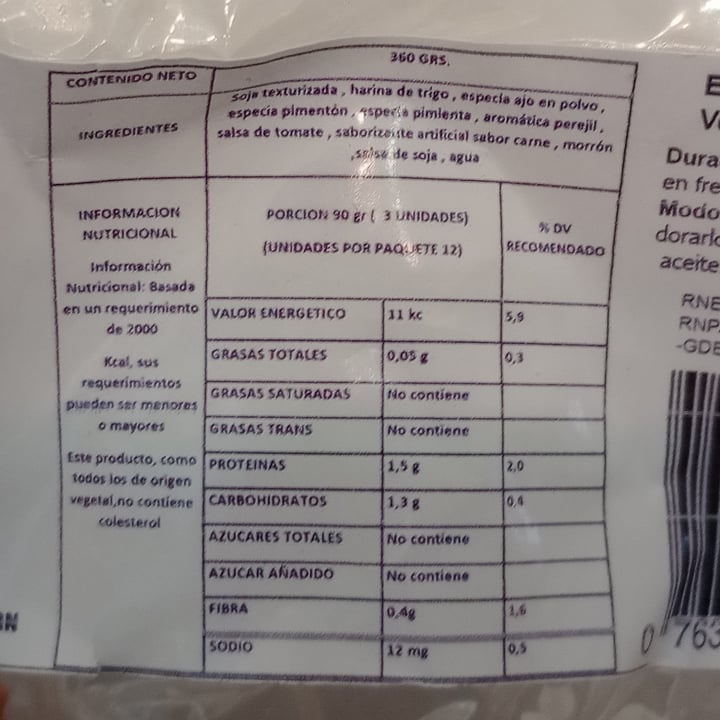 CONTENIDO NETO
360 GRS.
INGREDIENTES
soja texturizada , harina de trigo , especia ajo en polvo ,
especia pimentón , especia pimienta , aromática perejil ,
salsa de tomate , saborizante artificial sabor carne , morrón
,salsa de soja , agua
INFORMACION
NUTRICIONAL
Información
Nutricional: Basada
en un requerimiento
de 2000
Kcal, sus
requerimientos
pueden ser menores
o mayores
Este producto, como
todos los de origen
vegetal,no contiene
colesterol
PORCION 90 gr ( 3 UNIDADES)
(UNIDADES POR PAQUETE 12)
% DV
RECOMENDADO
VALOR ENERGETICO 11 kc 5,9
GRASAS TOTALES 0,05 g 0,3
GRASAS SATURADAS No contiene
GRASAS TRANS No contiene
PROTEINAS 1,5 g 2,0
CARBOHIDRATOS 1,3 g 0,4
AZUCARES TOTALES No contiene
AZUCAR AÑADIDO No contiene
FIBRA 0,4g 1,6
SODIO 12 mg 0,5
E
V
Dura
en fre
Modo
dorarlo
aceite
RNE
RNP
-GDE
0 763